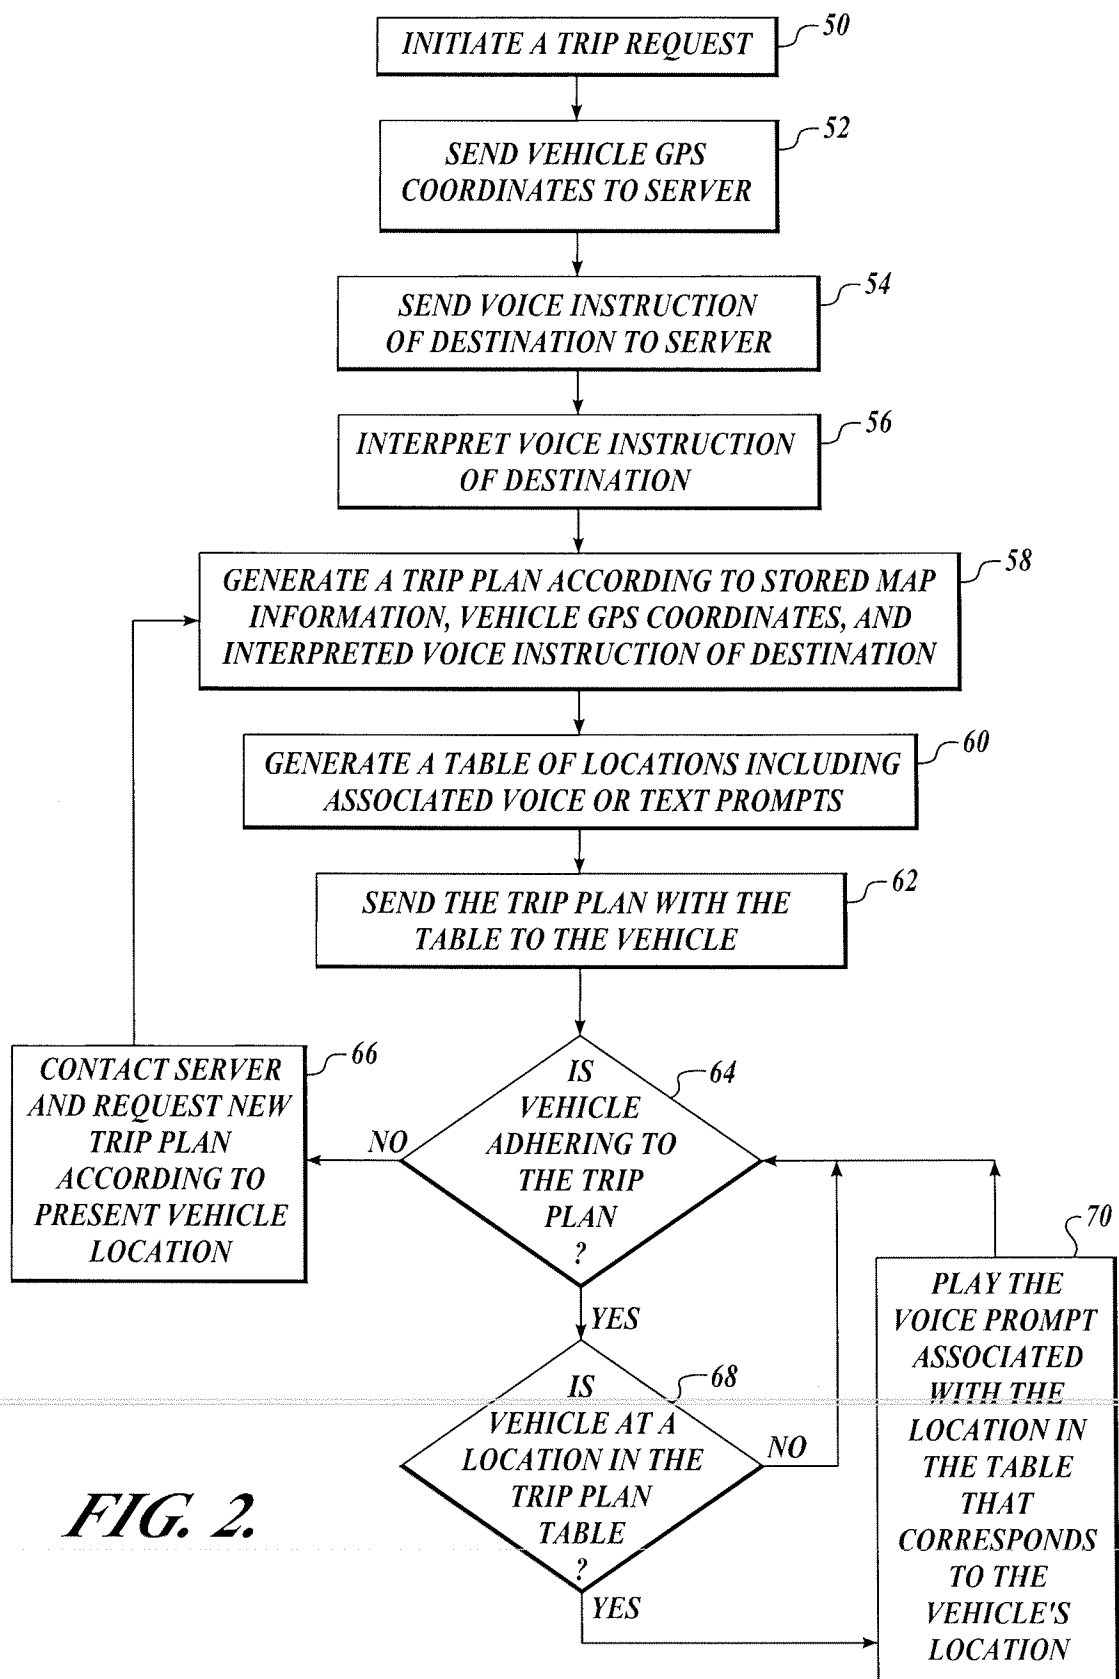 INITIATE A TRIP REQUEST
50
SEND VEHICLE GPS
COORDINATES TO SERVER
52
SEND VOICE INSTRUCTION
OF DESTINATION TO SERVER
54
INTERPRET VOICE INSTRUCTION
OF DESTINATION
56
GENERATE A TRIP PLAN ACCORDING TO STORED MAP
INFORMATION, VEHICLE GPS COORDINATES, AND
INTERPRETED VOICE INSTRUCTION OF DESTINATION
58
GENERATE A TABLE OF LOCATIONS INCLUDING
ASSOCIATED VOICE OR TEXT PROMPTS
60
SEND THE TRIP PLAN WITH THE
TABLE TO THE VEHICLE
62
IS
VEHICLE
ADHERING TO
THE TRIP
PLAN
?
64
NO
CONTACT SERVER
AND REQUEST NEW
TRIP PLAN
ACCORDING TO
PRESENT VEHICLE
LOCATION
66
YES
IS
VEHICLE AT A
LOCATION IN THE
TRIP PLAN
TABLE
?
68
NO
YES
PLAY THE
VOICE PROMPT
ASSOCIATED
WITH THE
LOCATION IN
THE TABLE
THAT
CORRESPONDS
TO THE
VEHICLE'S
LOCATION
70
FIG. 2.